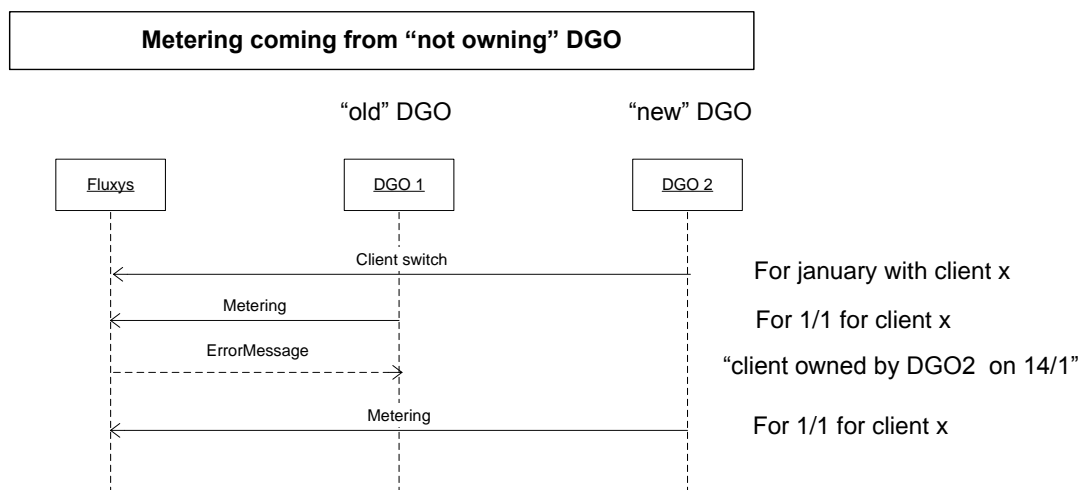 Metering coming from “not owning” DGO
“old” DGO “new” DGO
Fluxys DGO 1 DGO 2
Client switch For january with client x
Metering For 1/1 for client x
ErrorMessage “client owned by DGO2 on 14/1”
Metering For 1/1 for client x